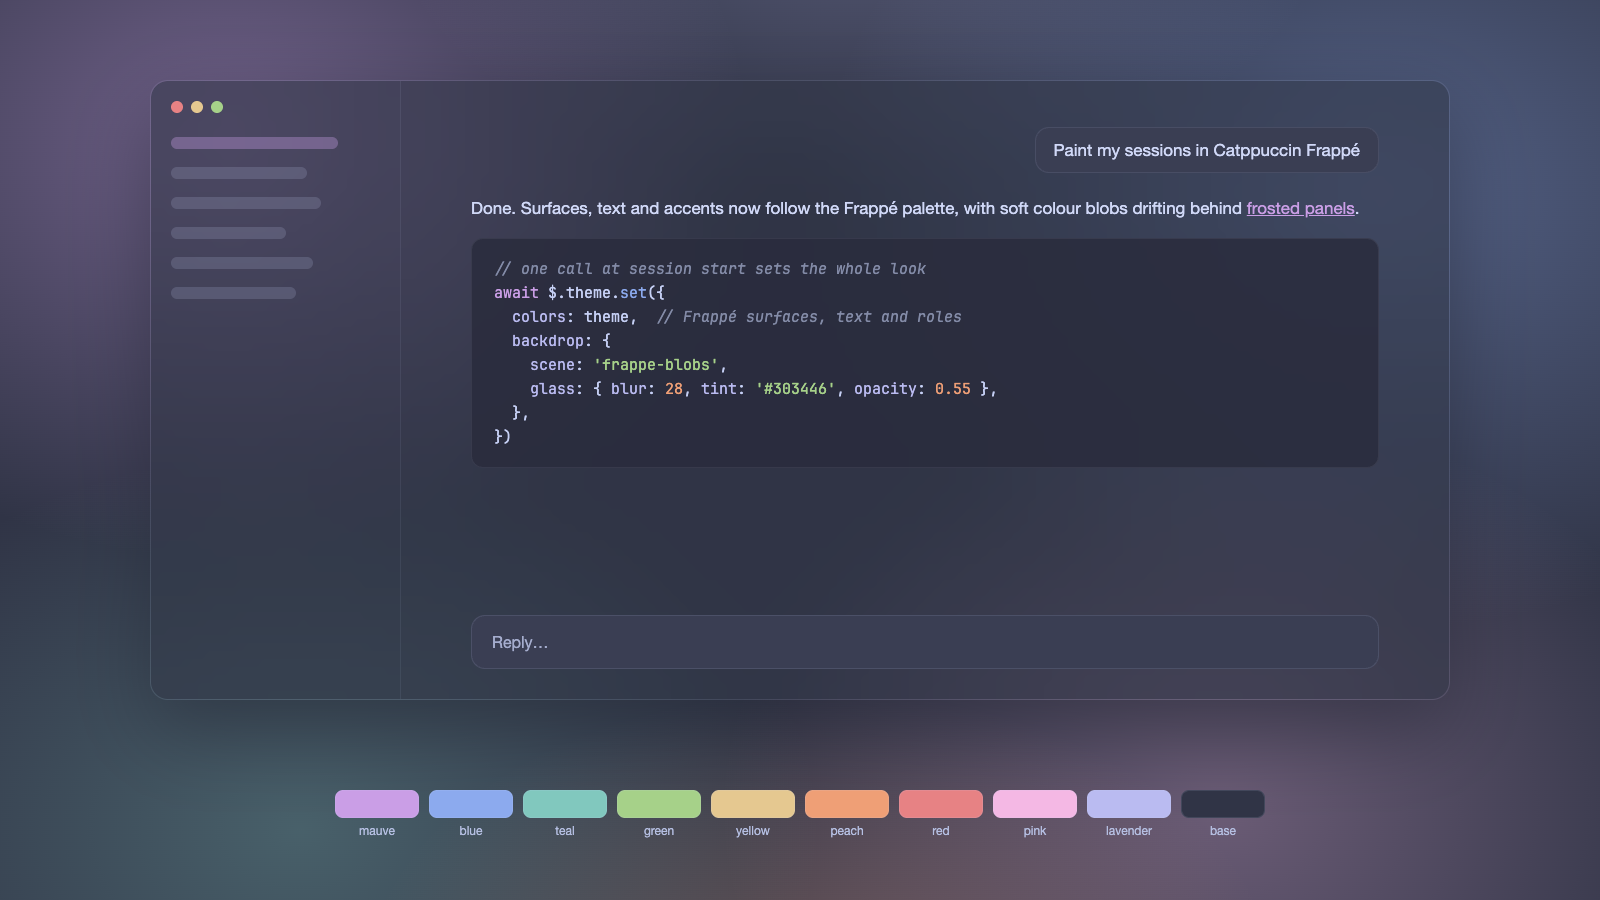 Paint my sessions in Catppuccin Frappé
Done. Surfaces, text and accents now follow the Frappé palette, with soft colour blobs drifting behind frosted panels.
// one call at session start sets the whole look
await $.theme.set({
  colors: theme,  // Frappé surfaces, text and roles
  backdrop: {
    scene: 'frappe-blobs',
    glass: { blur: 28, tint: '#303446', opacity: 0.55 },
  },
})
Reply…
mauve blue teal green yellow peach red pink lavender base